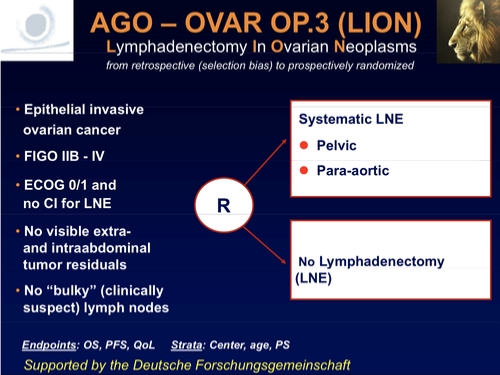 AGO – OVAR OP.3 (LION)
Lymphadenectomy In Ovarian Neoplasms
from retrospective (selection bias) to prospectively randomized
• Epithelial invasive
ovarian cancer
• FIGO IIB - IV
• ECOG 0/1 and
no CI for LNE
• No visible extra-
and intraabdominal
tumor residuals
• No “bulky” (clinically
suspect) lymph nodes
R
Systematic LNE
• Pelvic
• Para-aortic
No Lymphadenectomy
(LNE)
Endpoints: OS, PFS, QoL Strata: Center, age, PS
Supported by the Deutsche Forschungsgemeinschaft